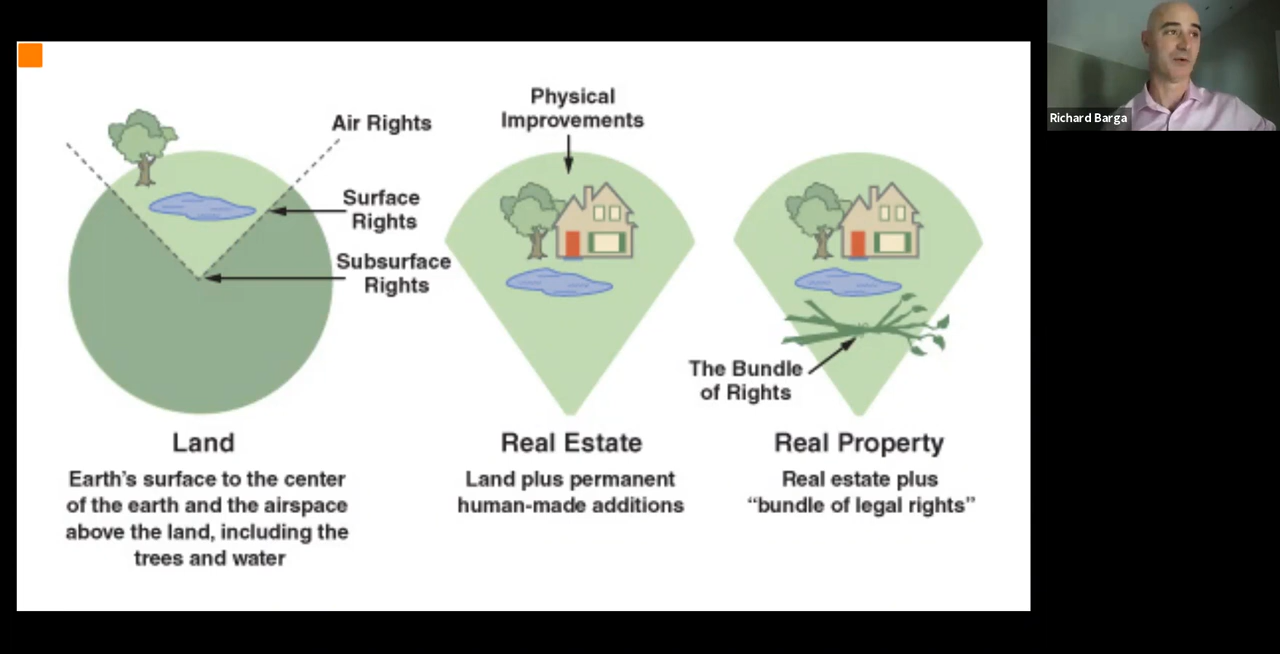 Air Rights
Surface
Rights
Subsurface
Rights
Land
Earth's surface to the center
of the earth and the airspace
above the land, including the
trees and water
Physical
Improvements
Real Estate
Land plus permanent
human-made additions
The Bundle
of Rights
Real Property
Real estate plus
“bundle of legal rights”
Richard Barga